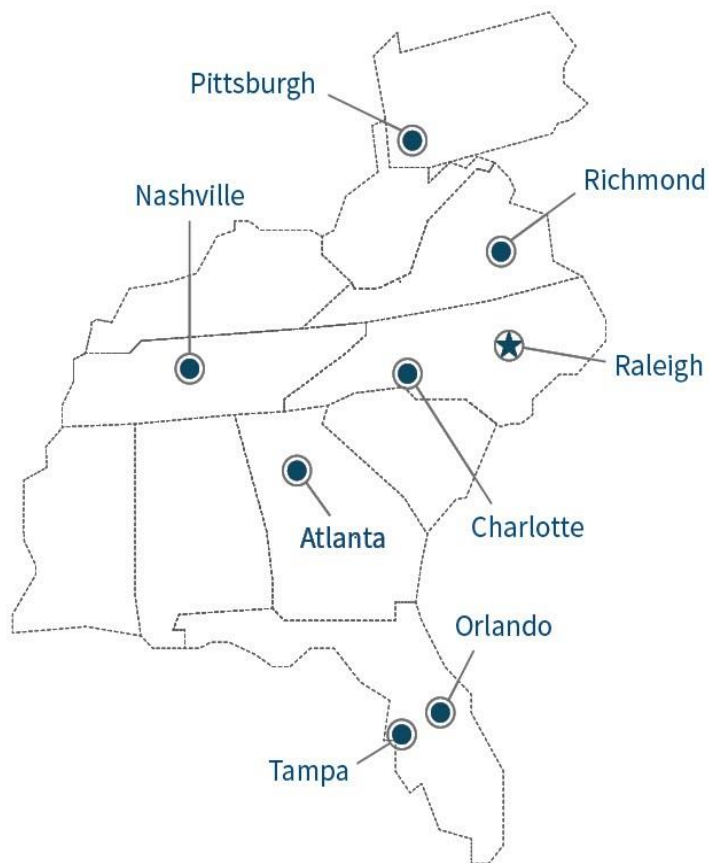 Pittsburgh
Richmond
Nashville
Raleigh
Charlotte
Atlanta
Orlando
Tampa